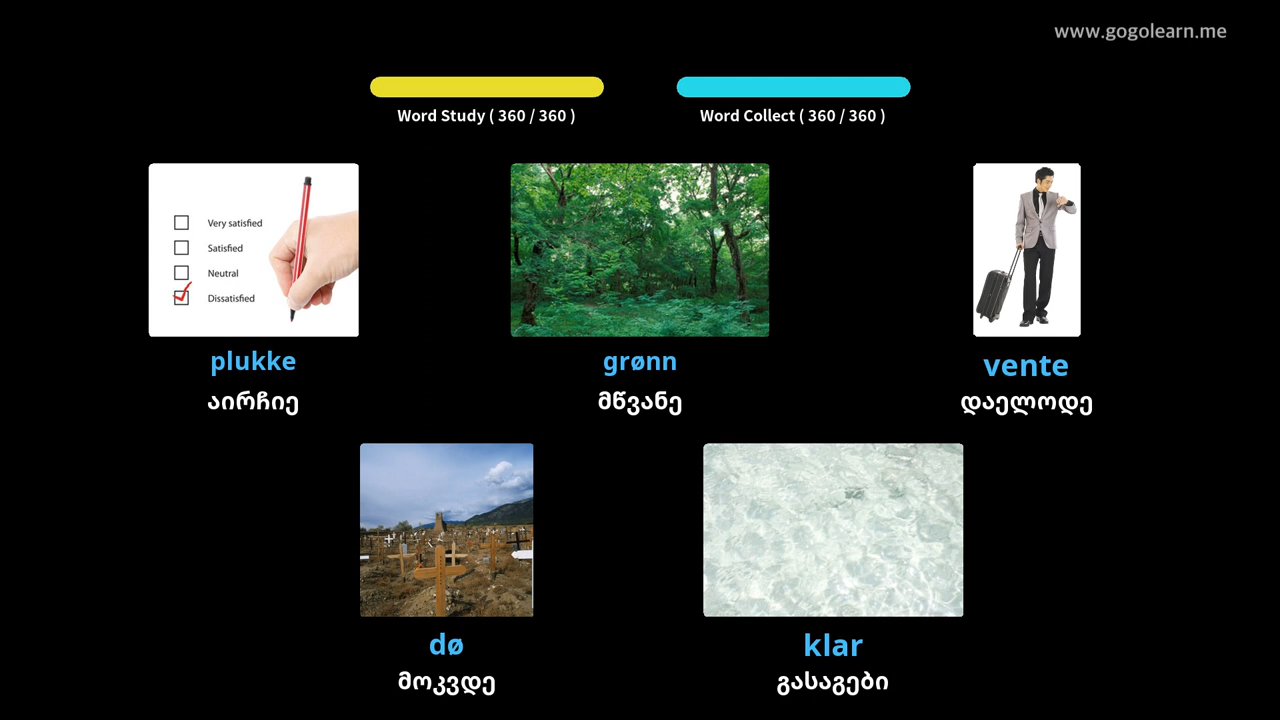 www.gogolearn.me
Word Study ( 360 / 360 )
Word Collect ( 360 / 360 )
Very satisfied
Satisfied
Neutral
Dissatisfied
plukke
grønn
vente
აირჩიე
მწვანე
დაელოდე
dø
klar
მოკვდე
გასაგები